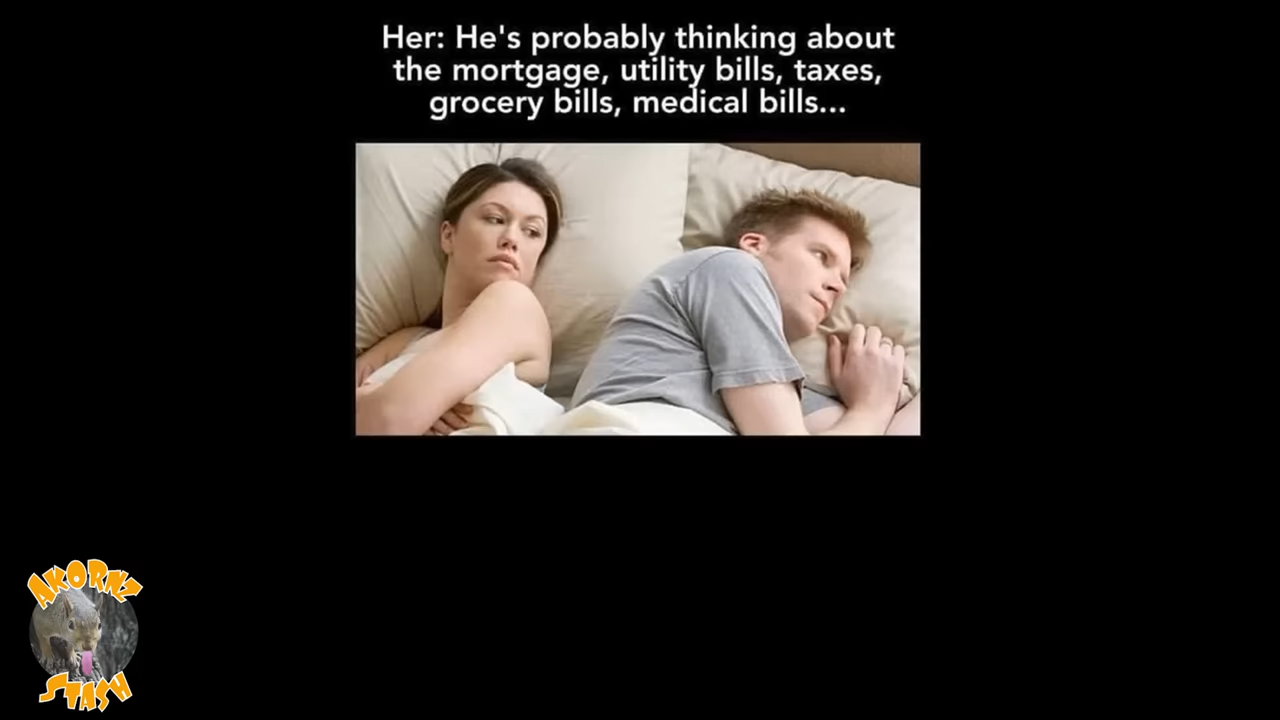 Her: He's probably thinking about
the mortgage, utility bills, taxes,
grocery bills, medical bills...
AKORNZ
STASH